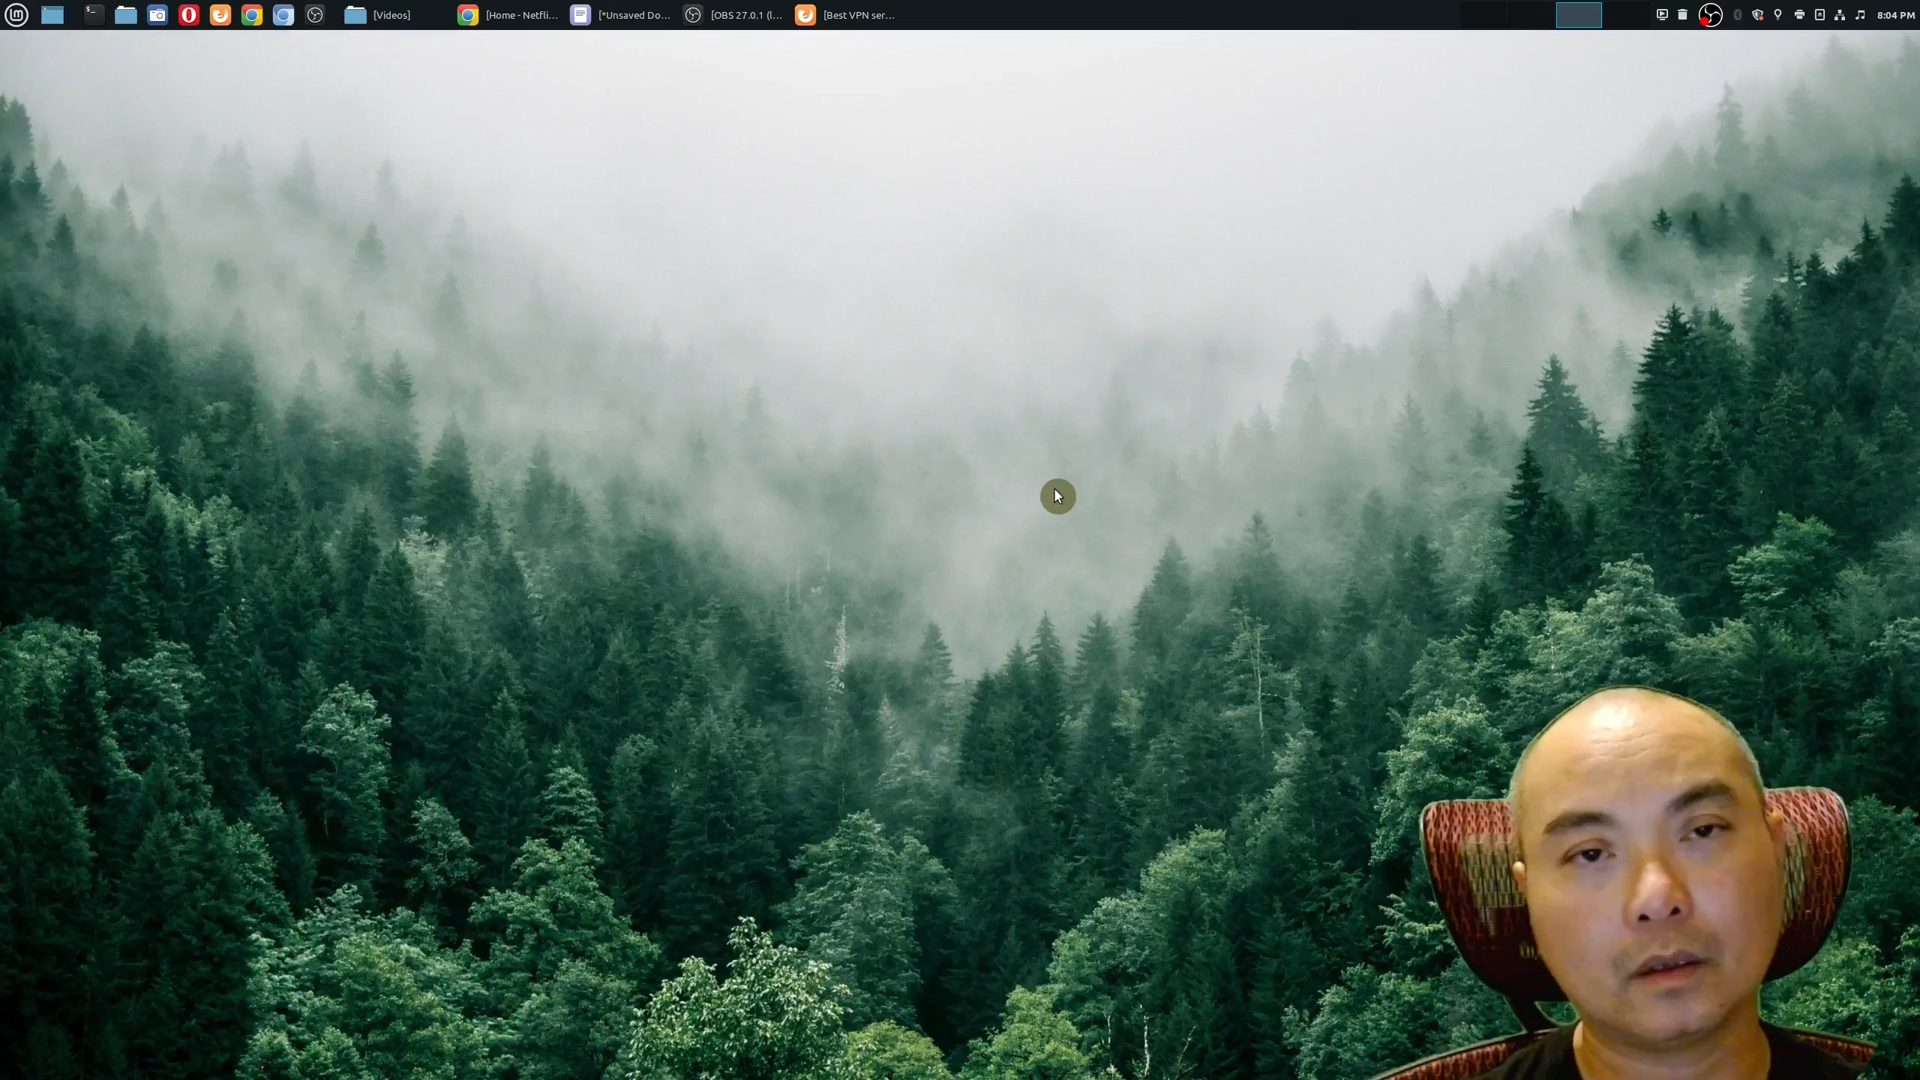 [Videos]
[Home - Netfli...
[*Unsaved Do...
[OBS 27.0.1 (l...
[Best VPN ser...
8:04 PM